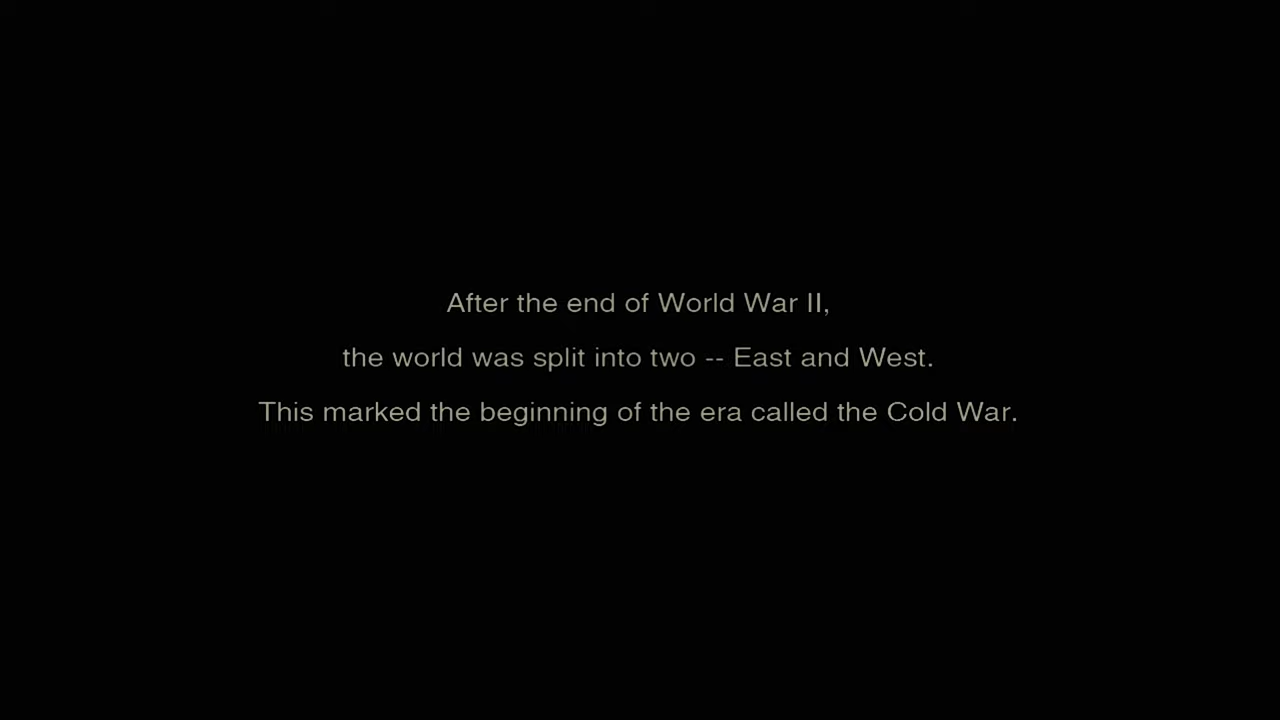 After the end of World War II,
the world was split into two -- East and West.
This marked the beginning of the era called the Cold War.